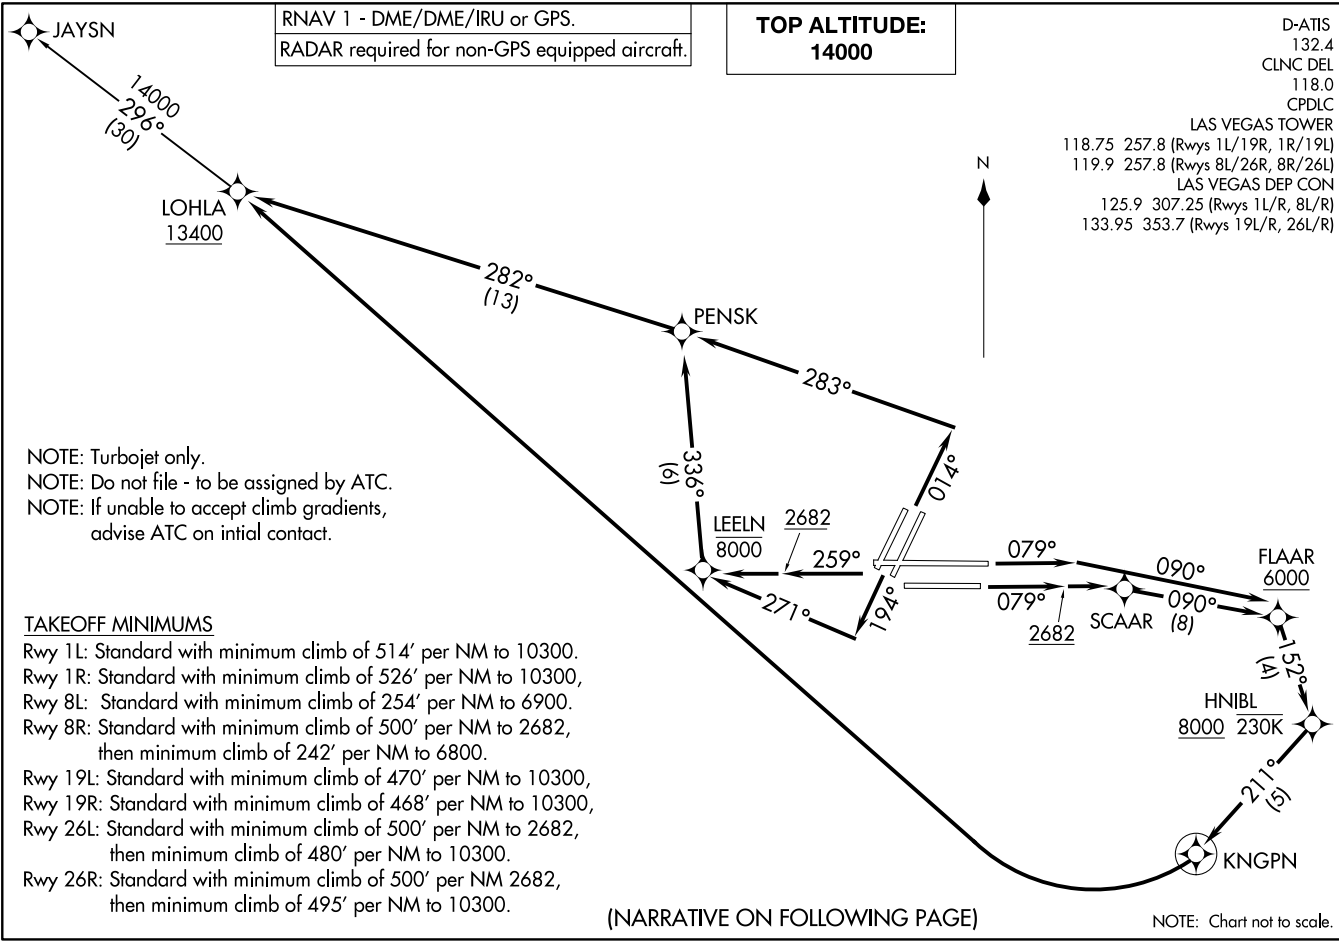 JAYSN
RNAV 1 - DME/DME/IRU or GPS.
RADAR required for non-GPS equipped aircraft.
TOP ALTITUDE:
14000
D-ATIS
132.4
CLNC DEL
118.0
CPDLC
LAS VEGAS TOWER
118.75 257.8 (Rwys 1L/19R, 1R/19L)
119.9 257.8 (Rwys 8L/26R, 8R/26L)
LAS VEGAS DEP CON
125.9 307.25 (Rwys 1L/R, 8L/R)
133.95 353.7 (Rwys 19L/R, 26L/R)
14000
296°
(30)
N
LOHLA
13400
282°
(13)
PENSK
283°
336°
(6)
014°
NOTE: Turbojet only.
NOTE: Do not file - to be assigned by ATC.
NOTE: If unable to accept climb gradients,
advise ATC on intial contact.
LEELN
8000
2682
259°
271°
194°
079°
079°
2682
SCAAR
090°
090°
(8)
FLAAR
6000
152°
(4)
HNIBL
8000 230K
211°
(5)
KNGPN
TAKEOFF MINIMUMS
Rwy 1L: Standard with minimum climb of 514' per NM to 10300.
Rwy 1R: Standard with minimum climb of 526' per NM to 10300,
Rwy 8L: Standard with minimum climb of 254' per NM to 6900.
Rwy 8R: Standard with minimum climb of 500' per NM to 2682,
then minimum climb of 242' per NM to 6800.
Rwy 19L: Standard with minimum climb of 470' per NM to 10300,
Rwy 19R: Standard with minimum climb of 468' per NM to 10300,
Rwy 26L: Standard with minimum climb of 500' per NM to 2682,
then minimum climb of 480' per NM to 10300.
Rwy 26R: Standard with minimum climb of 500' per NM 2682,
then minimum climb of 495' per NM to 10300.
(NARRATIVE ON FOLLOWING PAGE)
NOTE: Chart not to scale.